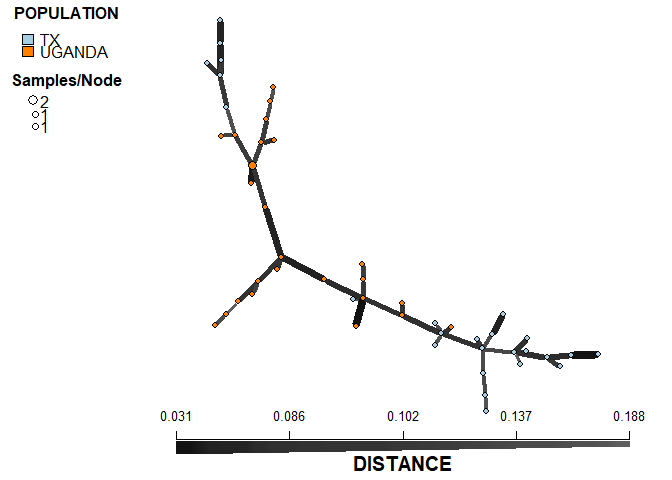 POPULATION
TX
UGANDA
Samples/Node
2
1
1
0.031 0.086 0.102 0.137 0.188
DISTANCE